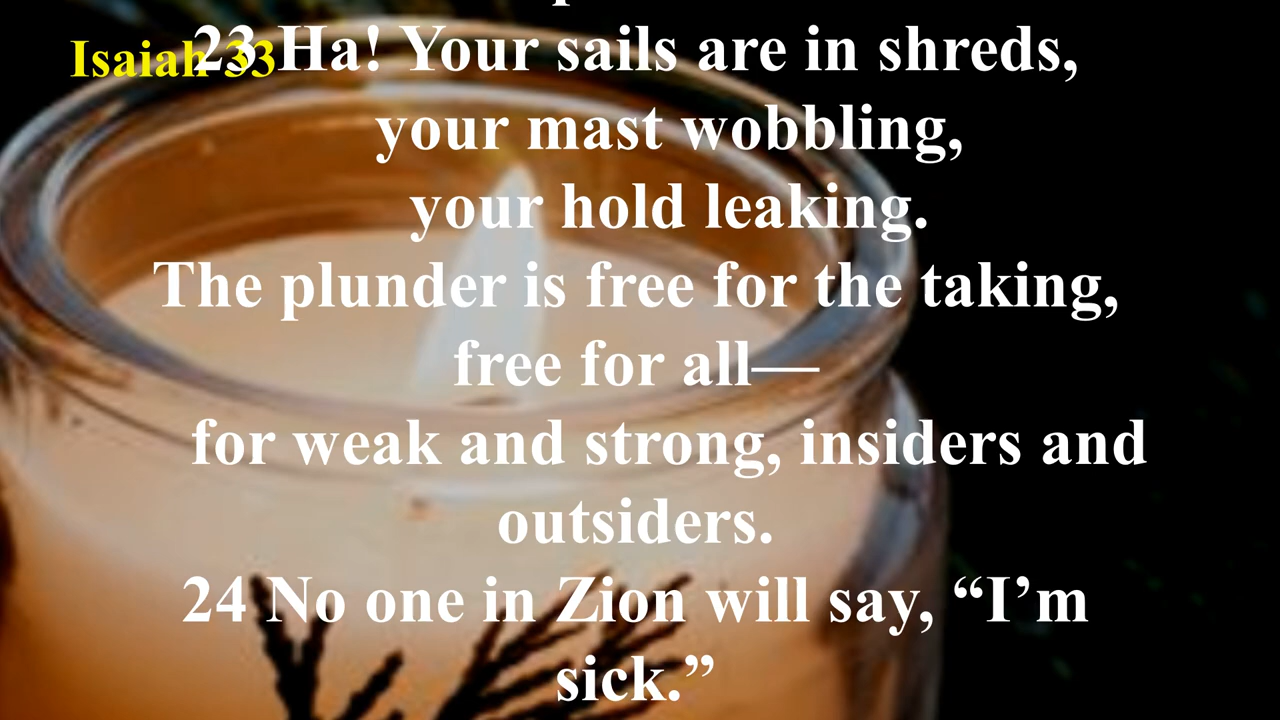 Isaiah 33
23 Ha! Your sails are in shreds,
your mast wobbling,
your hold leaking.
The plunder is free for the taking,
free for all—
for weak and strong, insiders and
outsiders.
24 No one in Zion will say, “I’m
sick.”